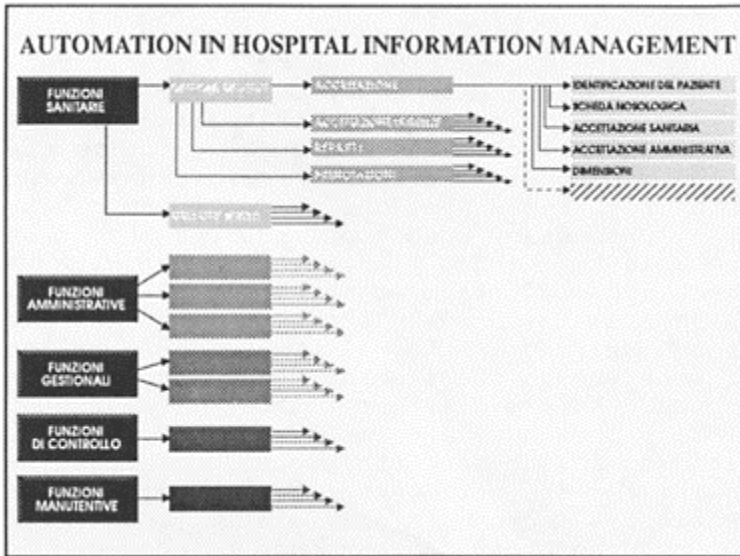 AUTOMATION IN HOSPITAL INFORMATION MANAGEMENT
FUNZIONI
SANITARIE
ACCETTAZIONE
IDENTIFICAZIONE DEL PAZIENTE
SCHEDA NOSOLOGICA
ACCETTAZIONE SANITARIA
ACCETTAZIONE AMMINISTRATIVA
DIMISSIONI
FUNZIONI
AMMINISTRATIVE
FUNZIONI
GESTIONALI
FUNZIONI
DI CONTROLLO
FUNZIONI
MANUTENTIVE